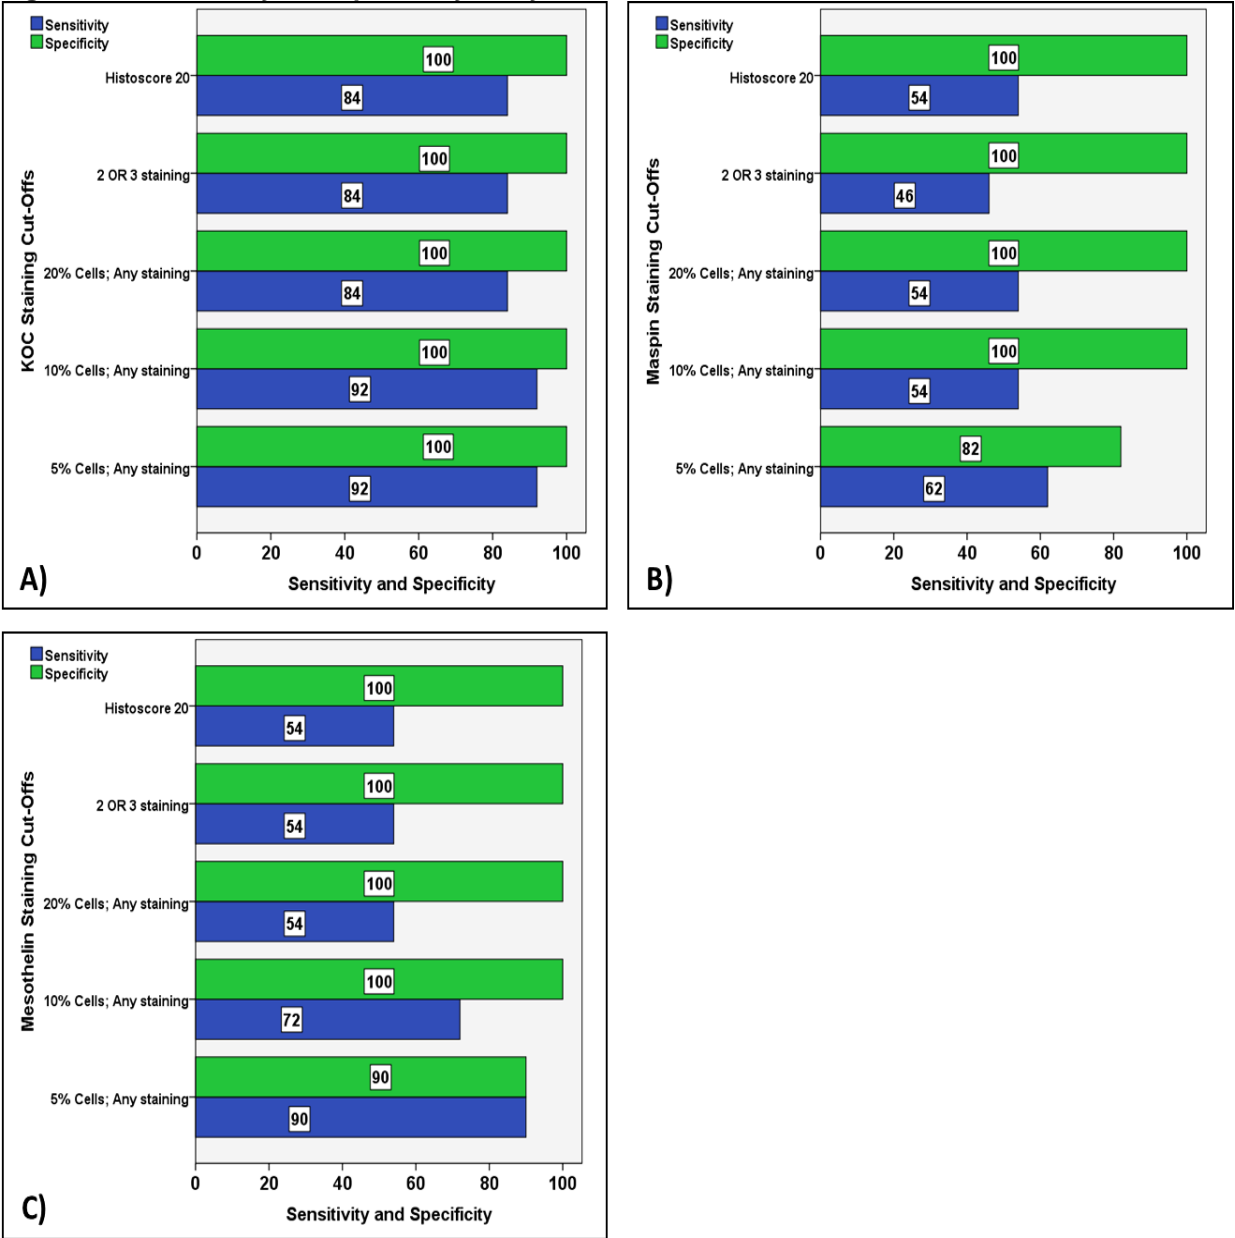 Sensitivity
Specificity
KOC Staining Cut-Offs
Histoscore 20
100
84
2 OR 3 staining
100
84
20% Cells; Any staining
100
84
10% Cells; Any staining
100
92
5% Cells; Any staining
100
92
0 20 40 60 80 100
Sensitivity and Specificity
A)
Sensitivity
Specificity
Maspin Staining Cut-Offs
Histoscore 20
100
54
2 OR 3 staining
100
46
20% Cells; Any staining
100
54
10% Cells; Any staining
100
54
5% Cells; Any staining
82
62
0 20 40 60 80 100
Sensitivity and Specificity
B)
Sensitivity
Specificity
Mesothelin Staining Cut-Offs
Histoscore 20
100
54
2 OR 3 staining
100
54
20% Cells; Any staining
100
54
10% Cells; Any staining
100
72
5% Cells; Any staining
90
90
0 20 40 60 80 100
Sensitivity and Specificity
C)